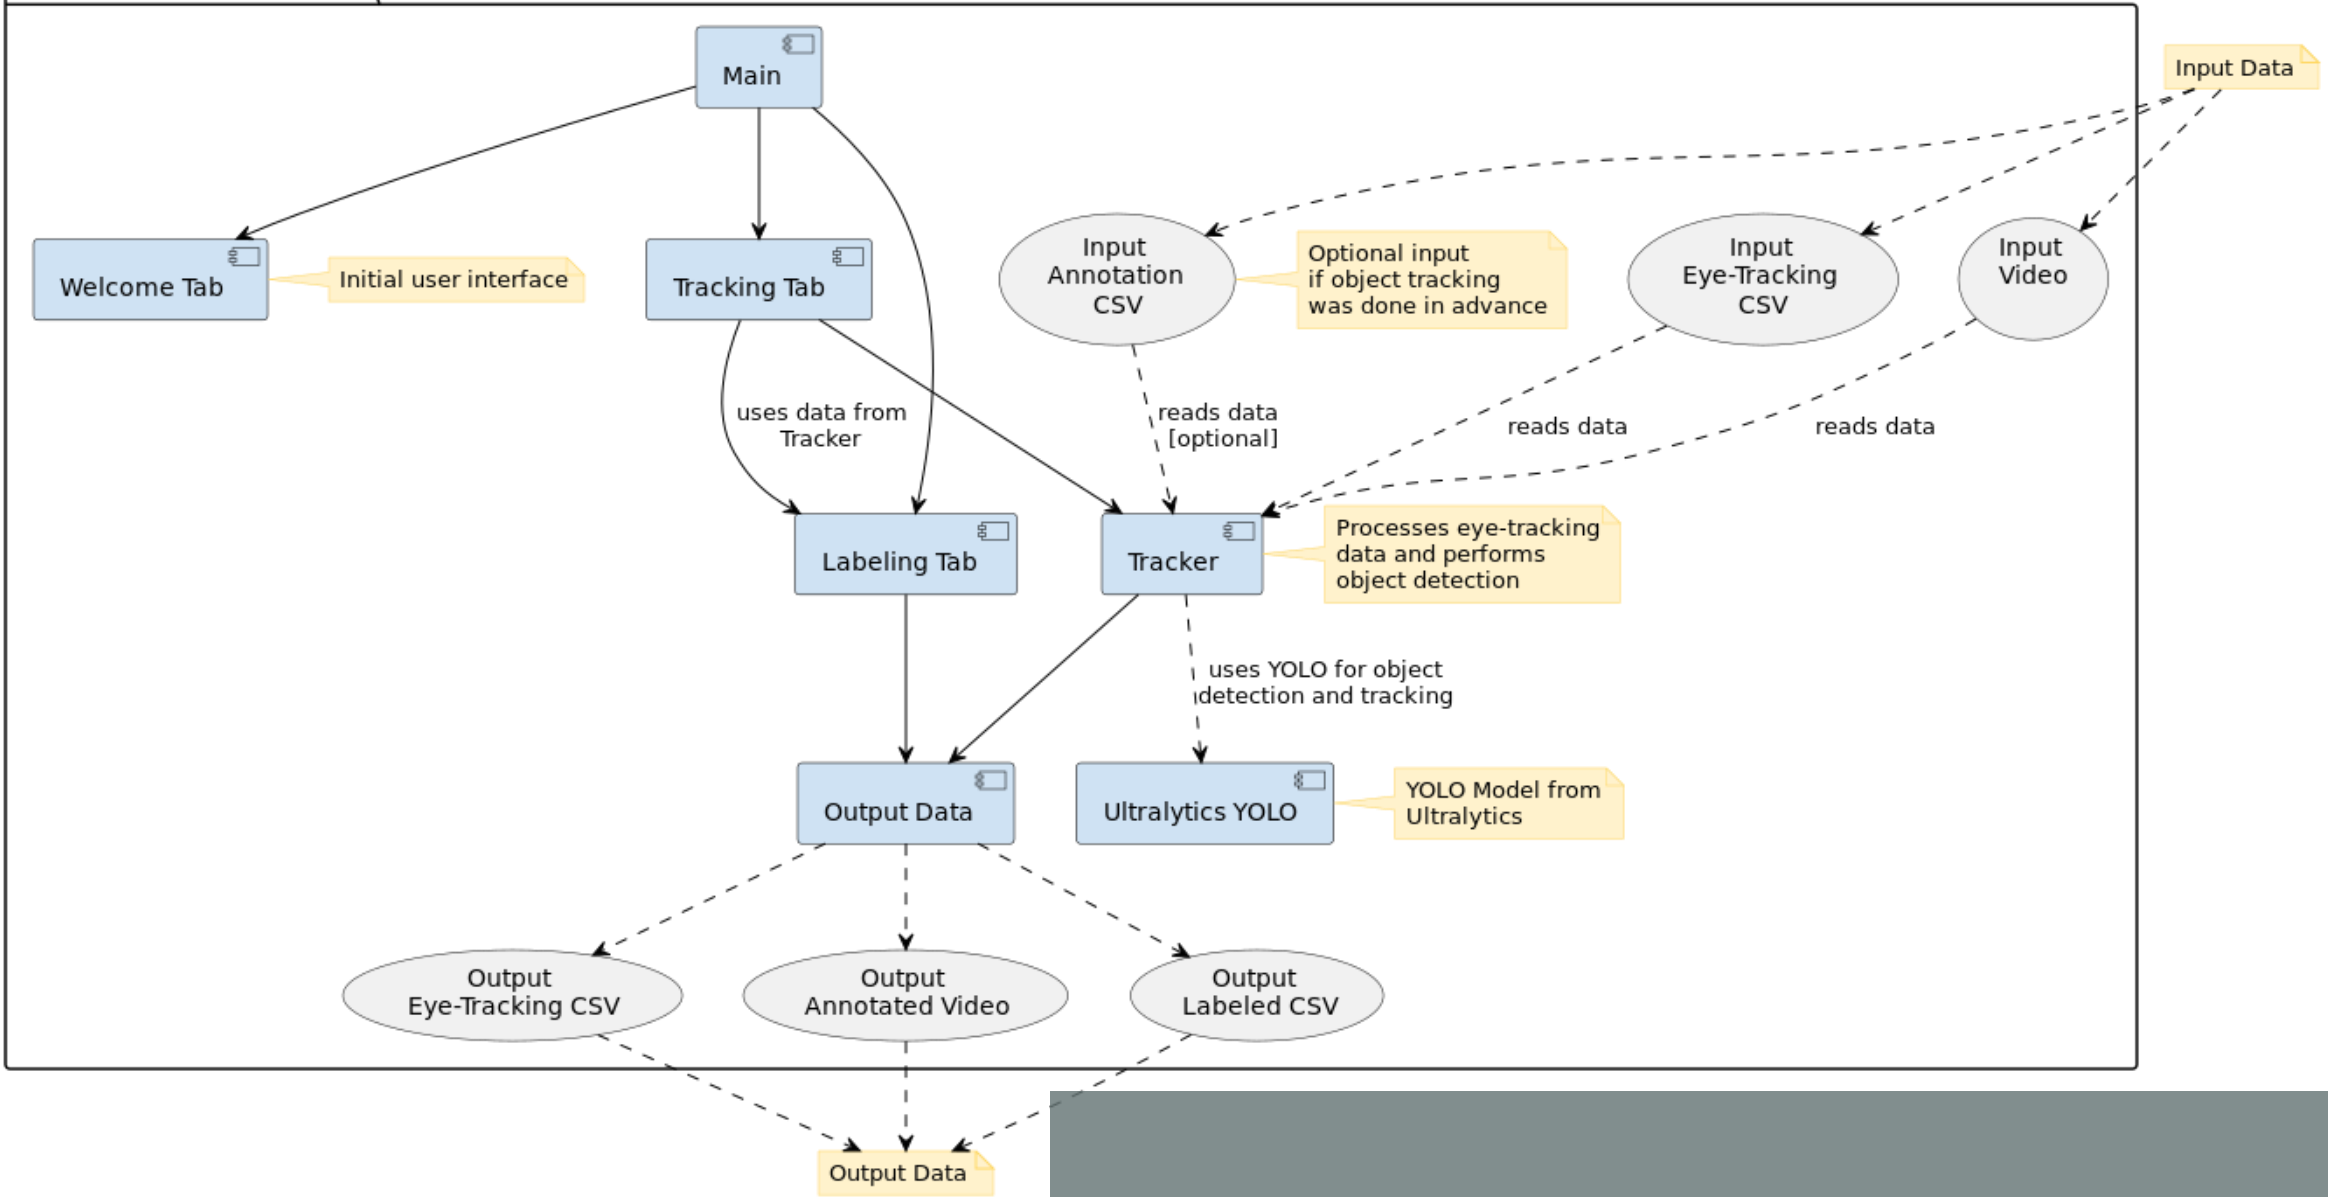 Main
Input Data
Welcome Tab
Initial user interface
Tracking Tab
Input
Annotation
CSV
Optional input
if object tracking
was done in advance
Input
Eye-Tracking
CSV
Input
Video
uses data from
Tracker
reads data
[optional]
reads data
reads data
Labeling Tab
Tracker
Processes eye-tracking
data and performs
object detection
uses YOLO for object
detection and tracking
Output Data
Ultralytics YOLO
YOLO Model from
Ultralytics
Output
Eye-Tracking CSV
Output
Annotated Video
Output
Labeled CSV
Output Data